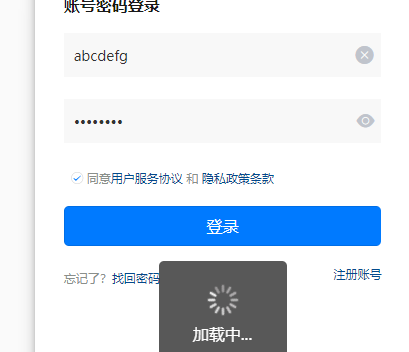 账号密码登录
abcdefg
••••••••
同意用户服务协议 和 隐私政策条款
登录
忘记了? 找回密码 注册账号
加载中...